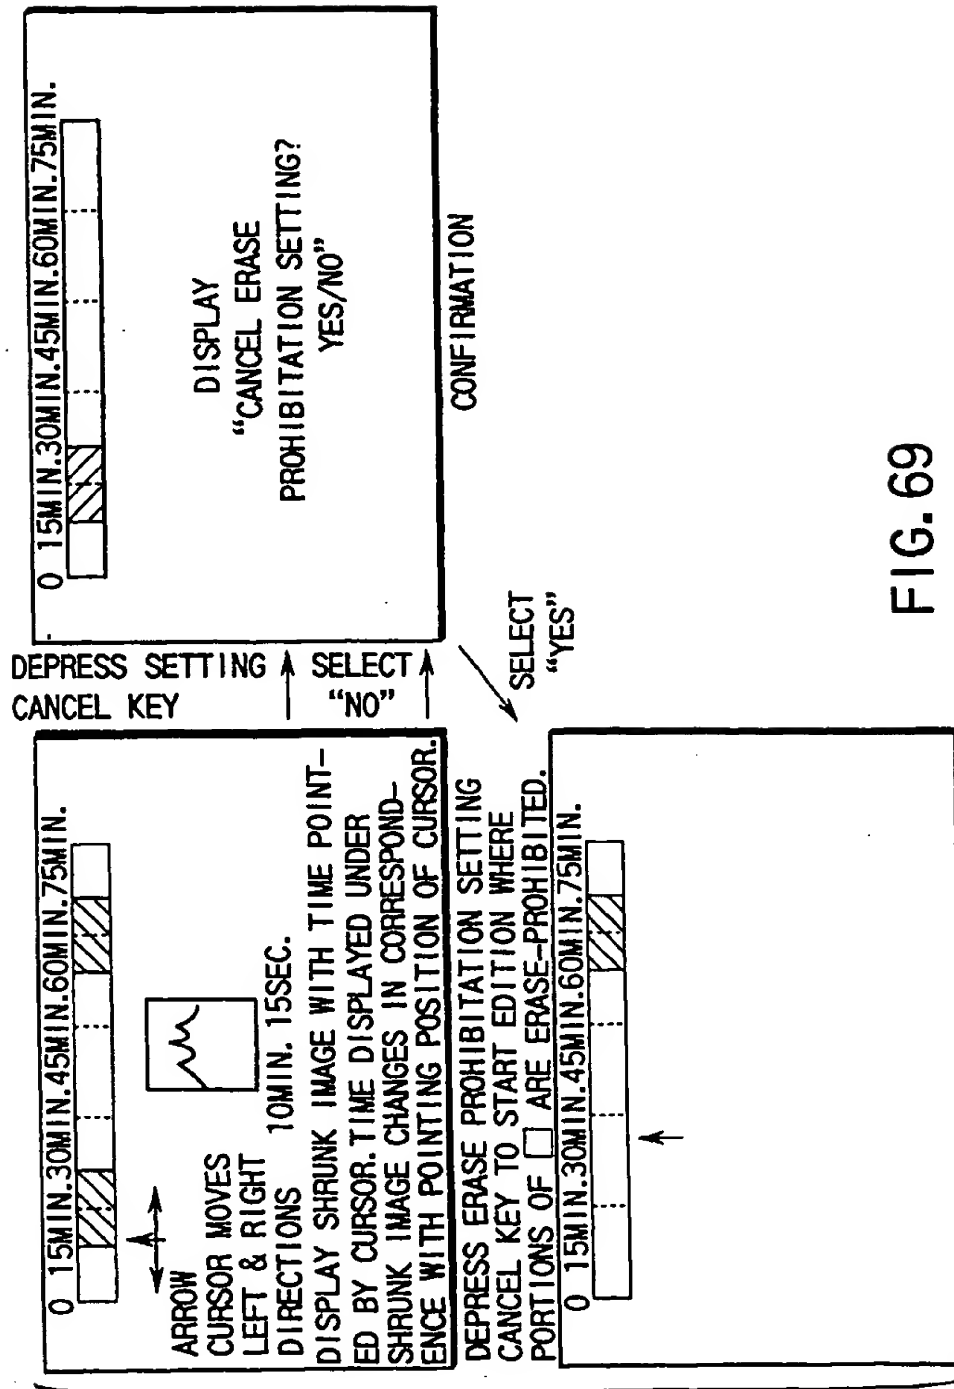 0 15MIN.30MIN.45MIN.60MIN.75MIN.
ARROW
CURSOR MOVES
LEFT & RIGHT
DIRECTIONS
10MIN. 15SEC.
DISPLAY SHRUNK IMAGE WITH TIME POINT-
ED BY CURSOR.TIME DISPLAYED UNDER
SHRUNK IMAGE CHANGES IN CORRESPOND-
ENCE WITH POINTING POSITION OF CURSOR.
DEPRESS SETTING
CANCEL KEY
SELECT
“NO”
0 15MIN.30MIN.45MIN.60MIN.75MIN.
DISPLAY
“CANCEL ERASE
PROHIBITATION SETTING?
YES/NO”
CONFIRMATION
SELECT
“YES”
DEPRESS ERASE PROHIBITATION SETTING
CANCEL KEY TO START EDITION WHERE
PORTIONS OF □ ARE ERASE-PROHIBITED.
0 15MIN.30MIN.45MIN.60MIN.75MIN.
FIG. 69